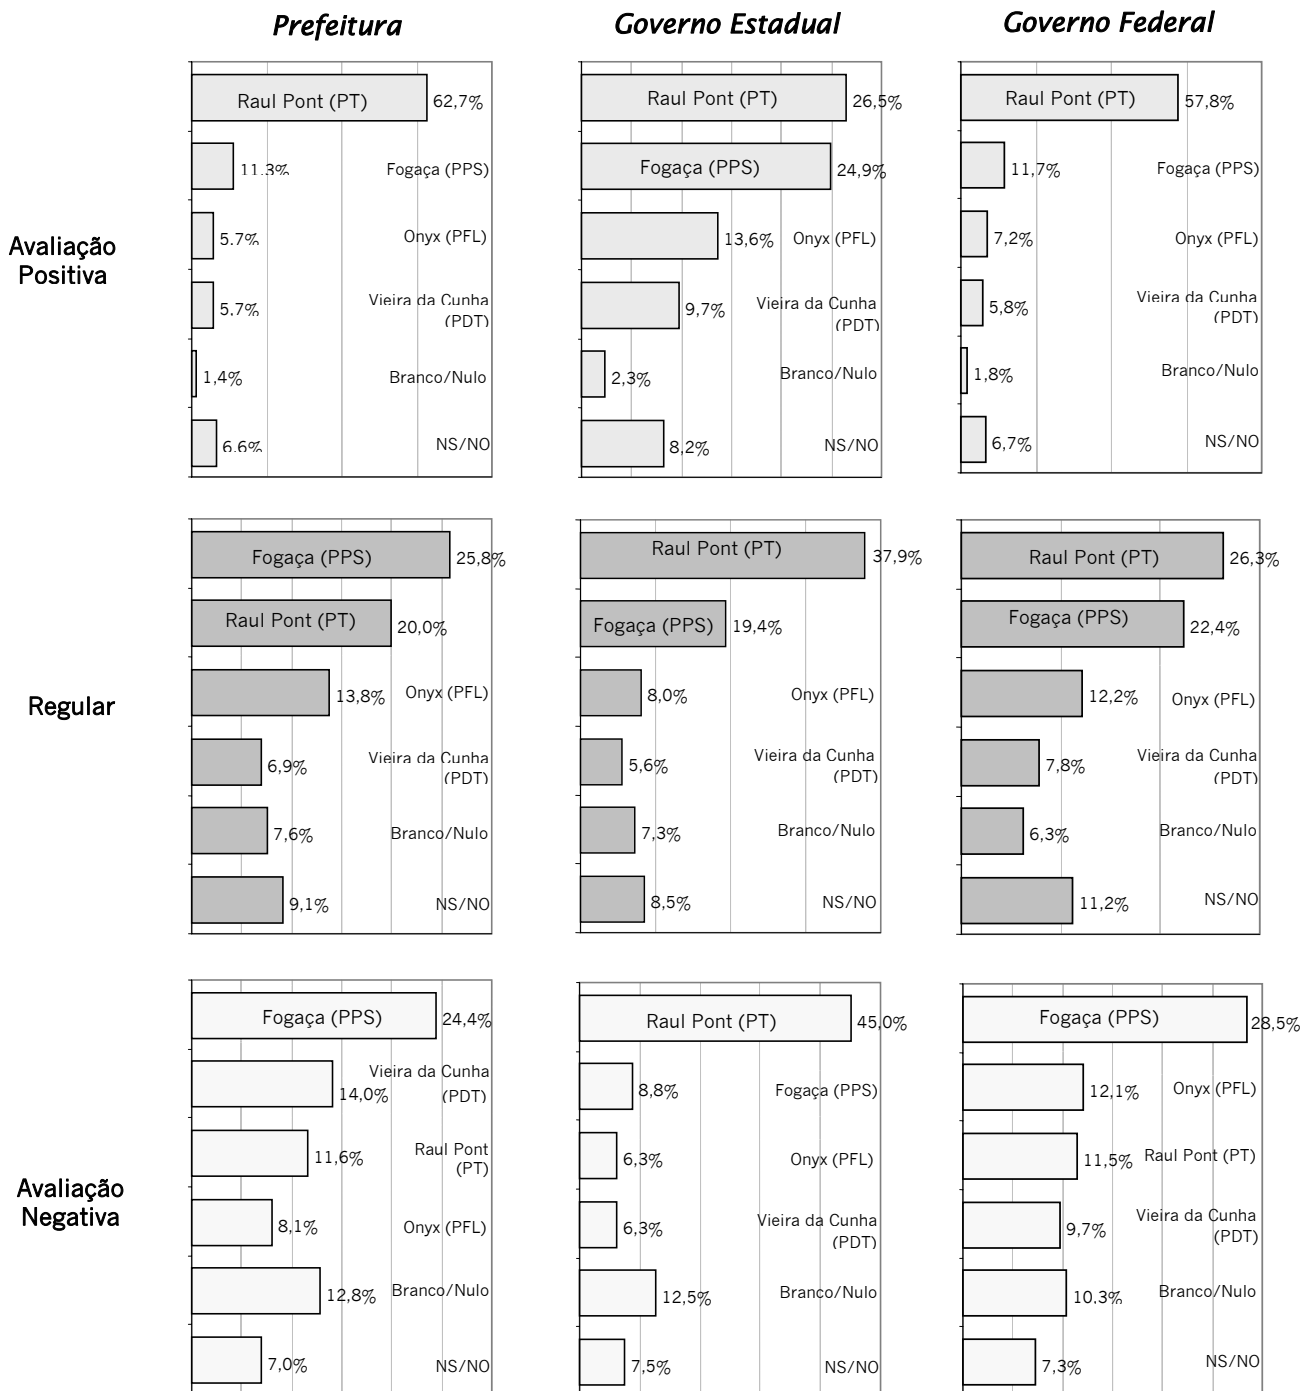 Prefeitura
Governo Estadual
Governo Federal
Avaliação
Positiva
Raul Pont (PT) 62,7%
11.3% Fogaça (PPS)
5.7% Onyx (PFL)
5.7% Vieira da Cunha
(PDT)
1,4% Branco/Nulo
6.6% NS/NO
Raul Pont (PT) 26,5%
Fogaça (PPS) 24,9%
13,6% Onyx (PFL)
9,7% Vieira da Cunha
(PDT)
2,3% Branco/Nulo
8,2% NS/NO
Raul Pont (PT) 57,8%
11,7% Fogaça (PPS)
7,2% Onyx (PFL)
5,8% Vieira da Cunha
(PDT)
1,8% Branco/Nulo
6,7% NS/NO
Regular
Fogaça (PPS) 25,8%
Raul Pont (PT) 20,0%
13,8% Onyx (PFL)
6,9% Vieira da Cunha
(PDT)
7,6% Branco/Nulo
9,1% NS/NO
Raul Pont (PT) 37,9%
Fogaça (PPS) 19,4%
8,0% Onyx (PFL)
5,6% Vieira da Cunha
(PDT)
7,3% Branco/Nulo
8,5% NS/NO
Raul Pont (PT) 26,3%
Fogaça (PPS) 22,4%
12,2% Onyx (PFL)
7,8% Vieira da Cunha
(PDT)
6,3% Branco/Nulo
11,2% NS/NO
Avaliação
Negativa
Fogaça (PPS) 24,4%
14,0% Vieira da Cunha
(PDT)
11,6% Raul Pont
(PT)
8,1% Onyx (PFL)
12,8% Branco/Nulo
7,0% NS/NO
Raul Pont (PT) 45,0%
8,8% Fogaça (PPS)
6,3% Onyx (PFL)
6,3% Vieira da Cunha
(PDT)
12,5% Branco/Nulo
7,5% NS/NO
Fogaça (PPS) 28,5%
12,1% Onyx (PFL)
11,5% Raul Pont (PT)
9,7% Vieira da Cunha
(PDT)
10,3% Branco/Nulo
7,3% NS/NO